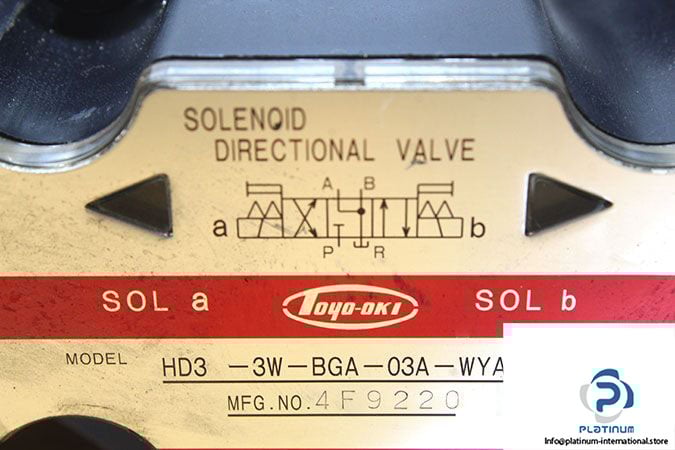 SOLENOID
DIRECTIONAL VALVE
A B
a b
P R
SOL a TOYO-OKI SOL b
MODEL HD3 -3W-BGA-03A-WYA
MFG.NO. 4F9220
PLATINUM
Info@platinum-international.store